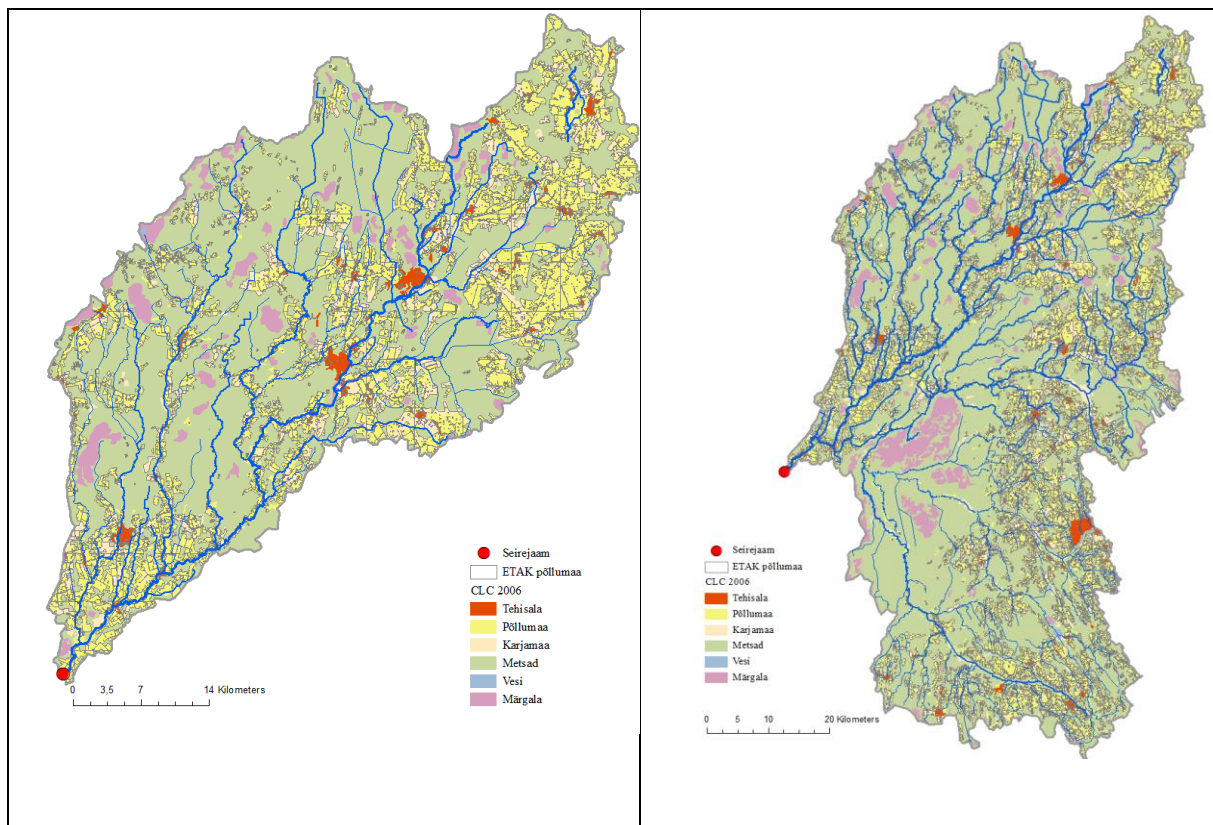 Seirejaam
ETAK põllumaa
CLC 2006
Tehisala
Põllumaa
Karjamaa
Metsad
Vesi
Märgala
0 3,5 7 14 Kilometers
Seirejaam
ETAK põllumaa
CLC 2006
Tehisala
Põllumaa
Karjamaa
Metsad
Vesi
Märgala
0 5 10 20 Kilometers